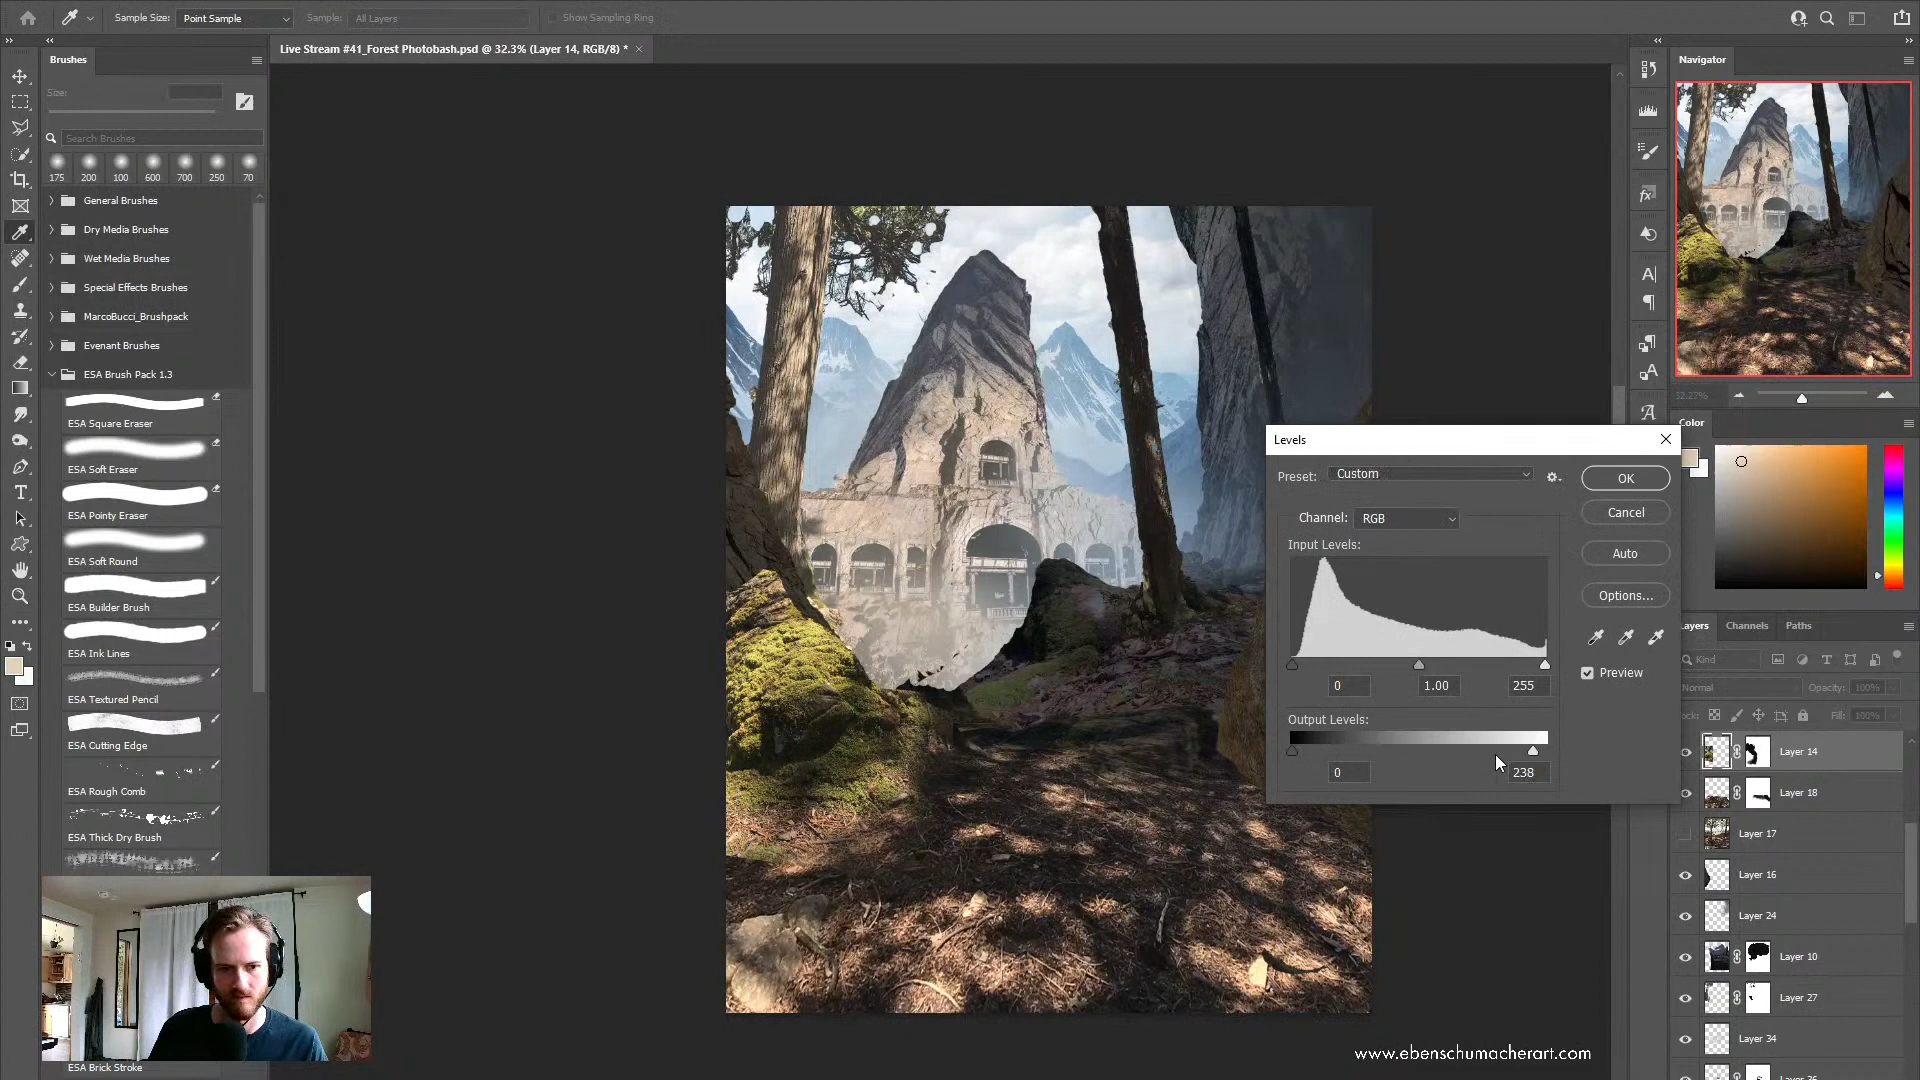 Sample Size: Point Sample Sample: All Layers Show Sampling Ring
Live Stream #41_Forest Photobash.psd @ 32.3% (Layer 14, RGB/8) *
Brushes
Size:
Search Brushes
175 200 100 600 700 250 70
General Brushes
Dry Media Brushes
Wet Media Brushes
Special Effects Brushes
MarcoBucci_Brushpack
Evenant Brushes
ESA Brush Pack 1.3
ESA Square Eraser
ESA Soft Eraser
ESA Pointy Eraser
ESA Soft Round
ESA Builder Brush
ESA Ink Lines
ESA Textured Pencil
ESA Cutting Edge
ESA Rough Comb
ESA Thick Dry Brush
ESA Brick Stroke
Navigator
32.27%
Color
Levels
Preset: Custom
Channel: RGB
Input Levels:
0 1.00 255
Output Levels:
0 238
OK
Cancel
Auto
Options...
Preview
Layers Channels Paths
Kind
Normal Opacity: 100%
Fill: 100%
Layer 14
Layer 18
Layer 17
Layer 16
Layer 24
Layer 10
Layer 27
Layer 34
www.ebenschumacherart.com